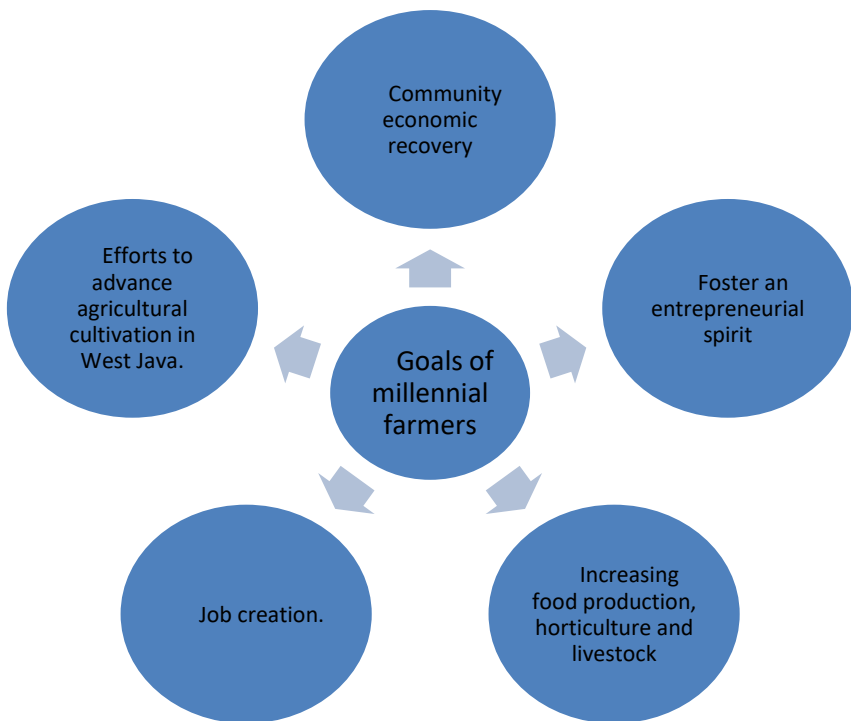 Community
economic
recovery
Efforts to
advance
agricultural
cultivation in
West Java.
Foster an
entrepreneurial
spirit
Goals of
millennial
farmers
Job creation.
Increasing
food production,
horticulture and
livestock